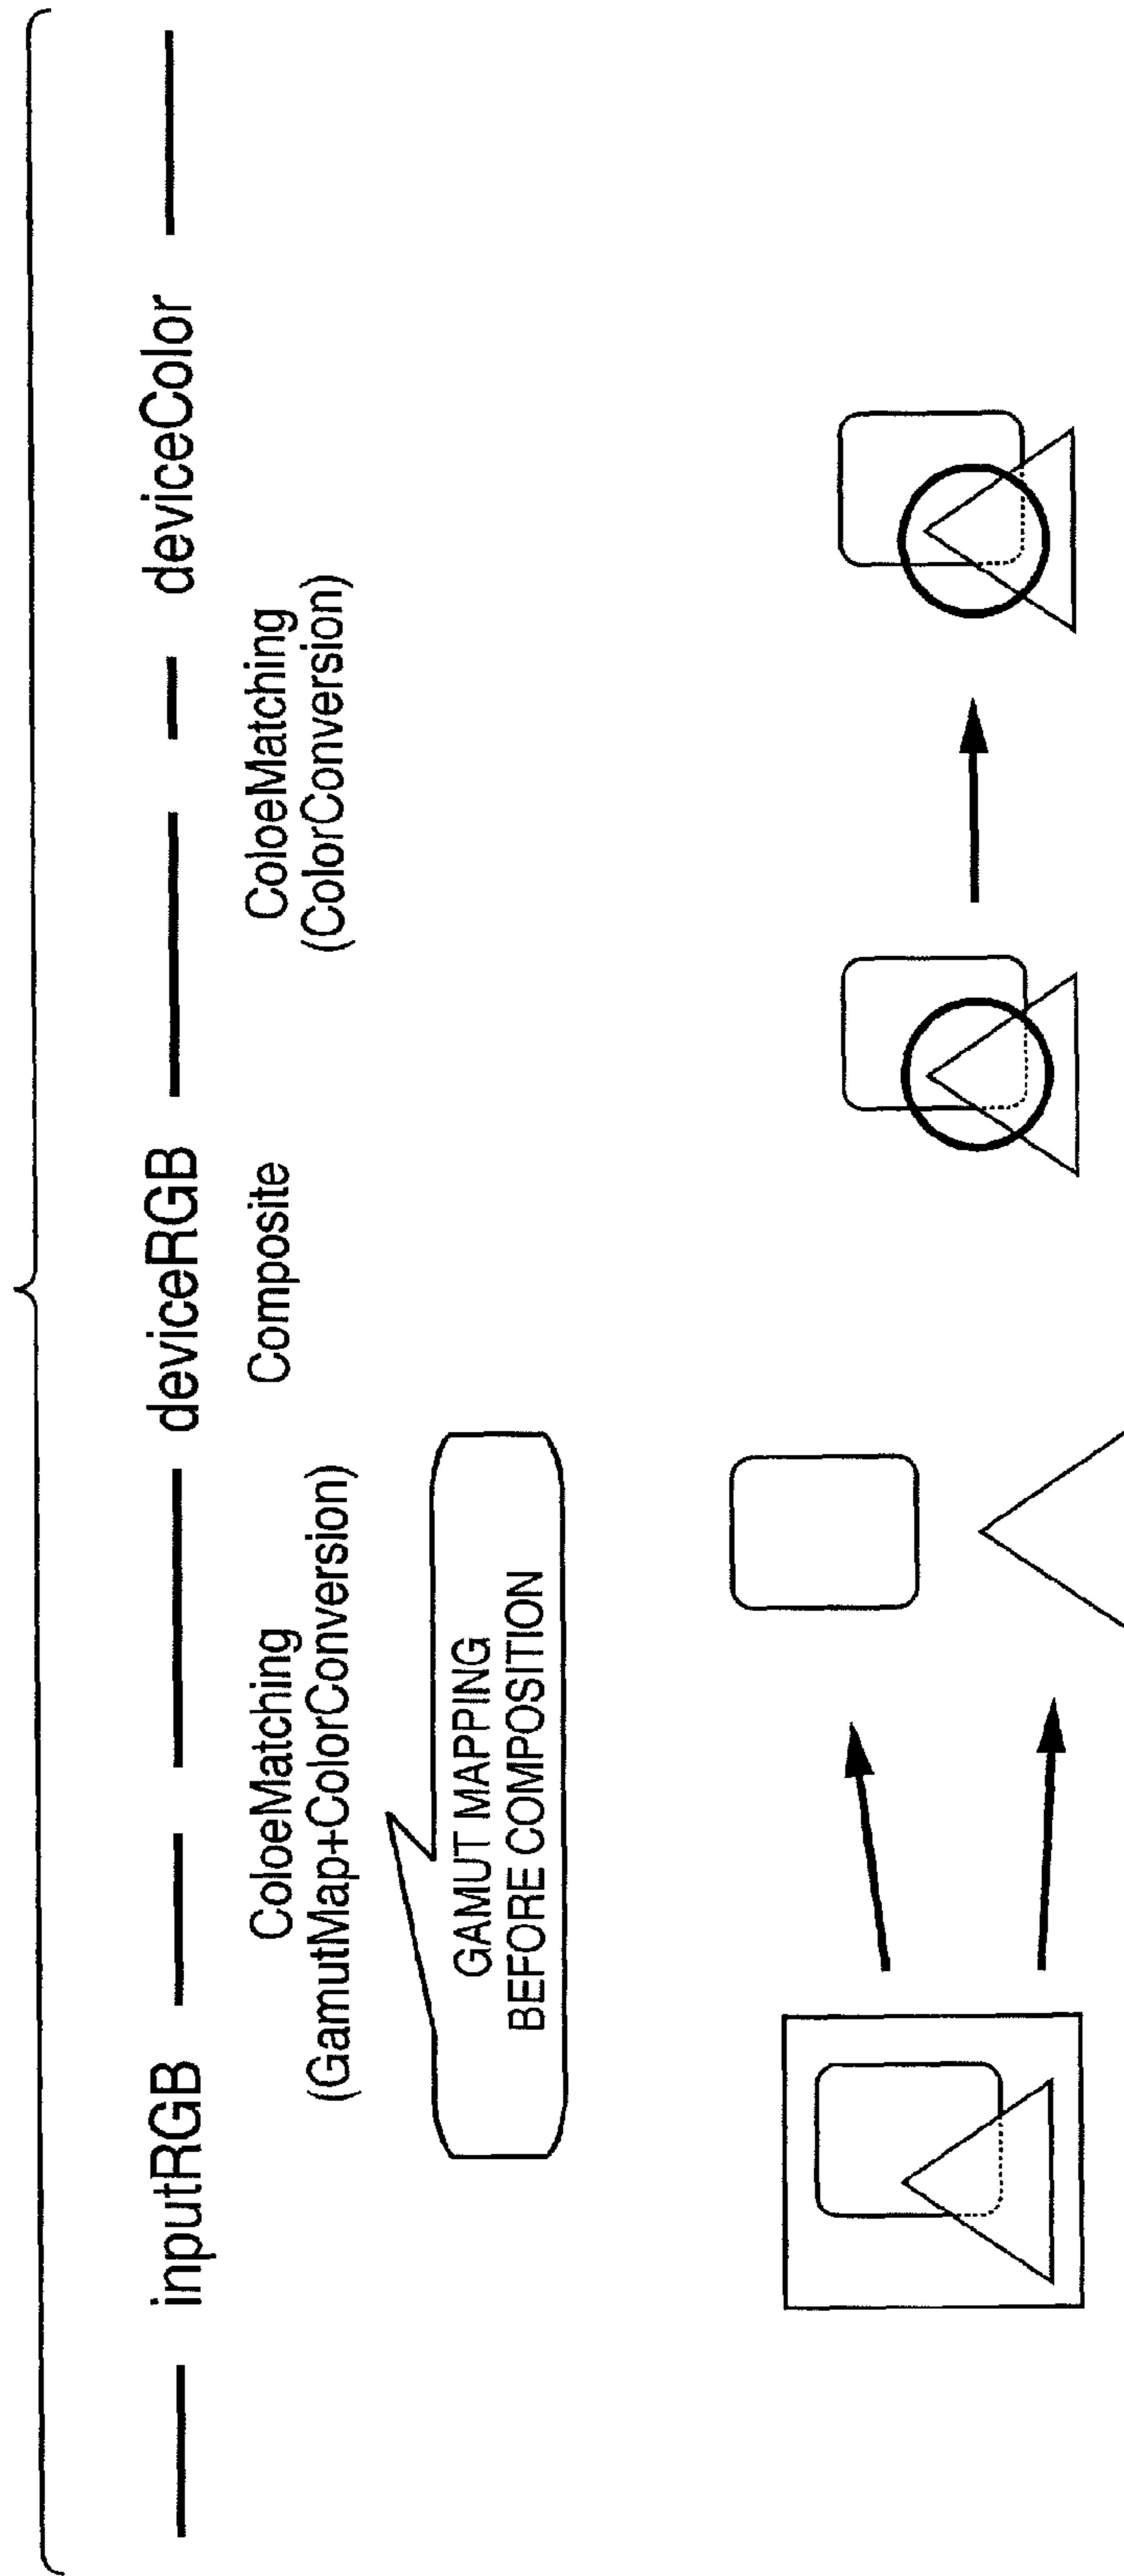 inputRGB
deviceRGB
deviceColor
ColoeMatching
(GamutMap+ColorConversion)
Composite
ColoeMatching
(ColorConversion)
GAMUT MAPPING
BEFORE COMPOSITION